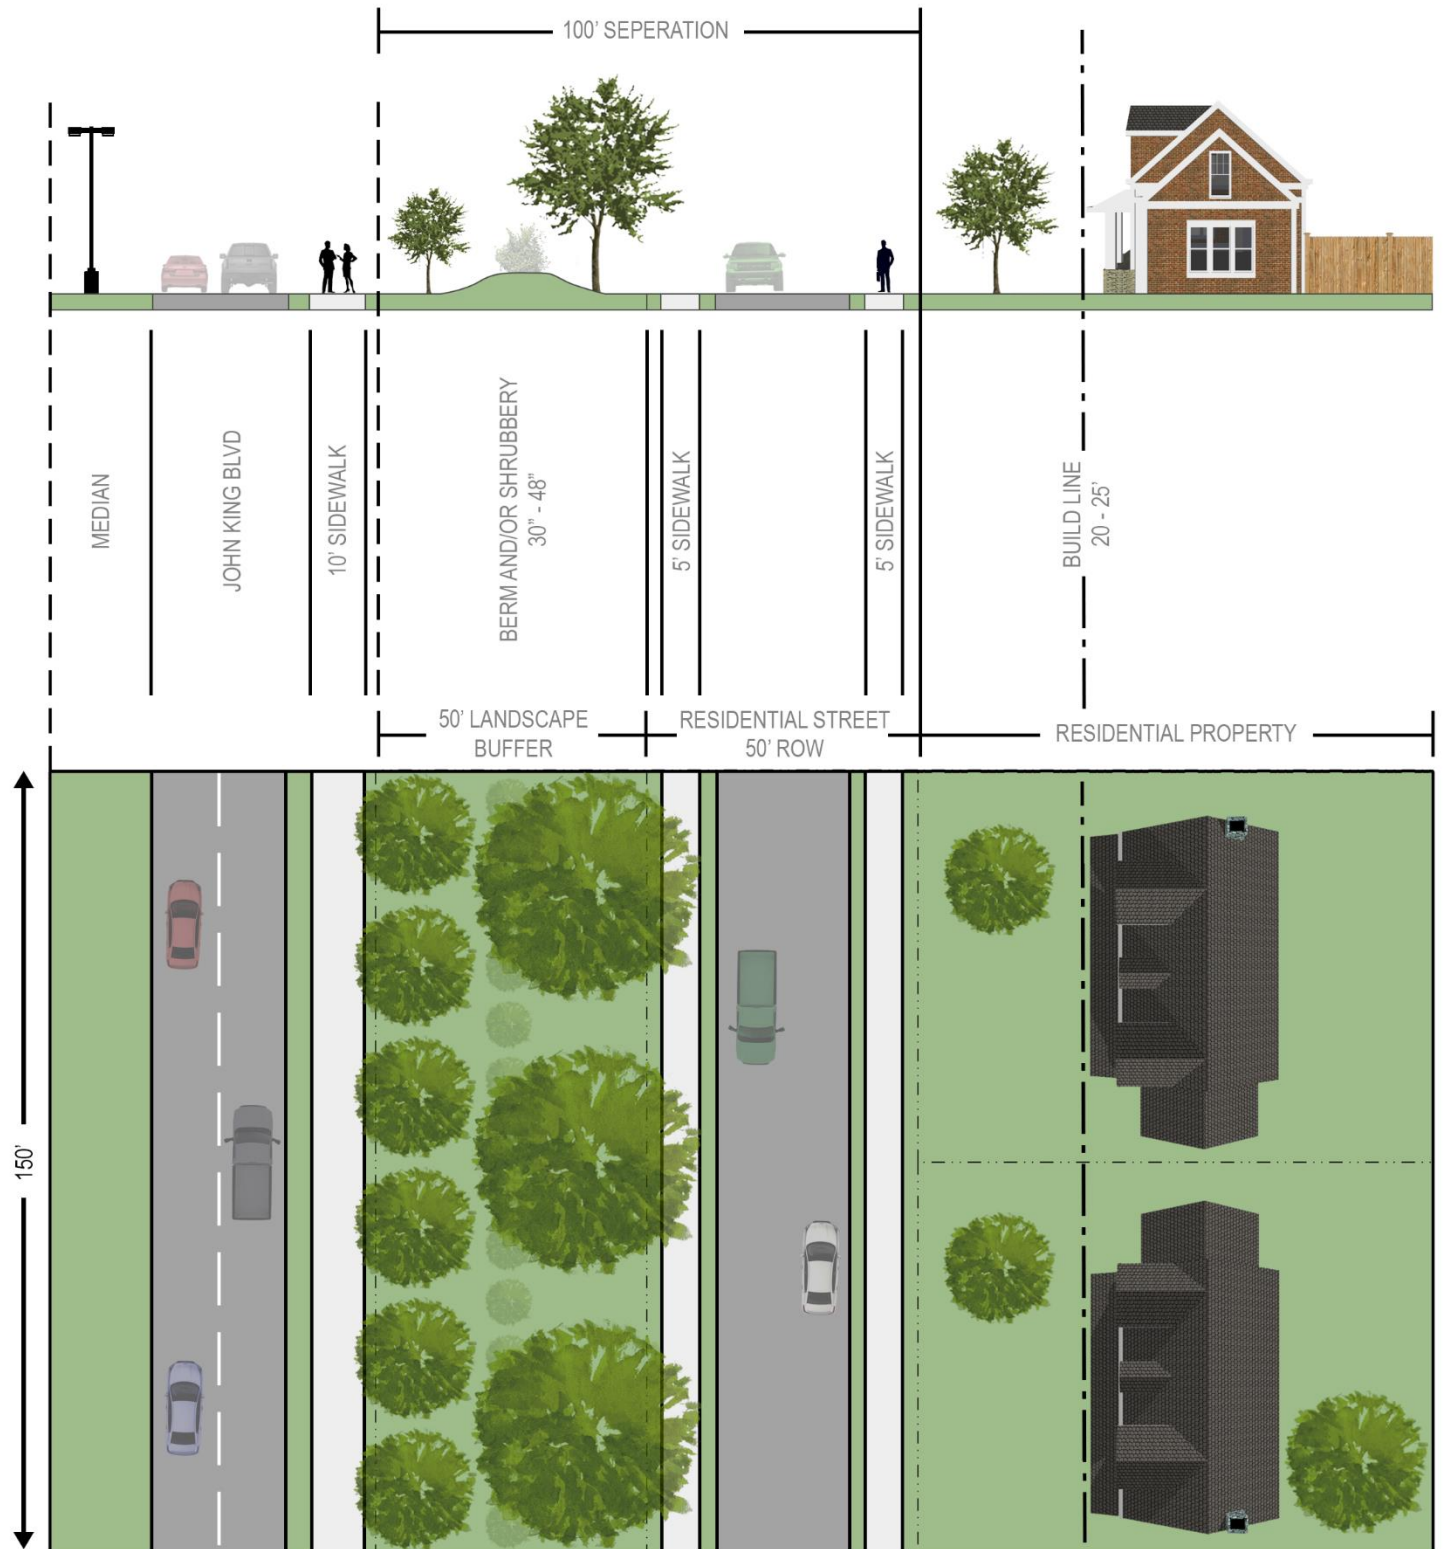 100' SEPERATION
MEDIAN
JOHN KING BLVD
10' SIDEWALK
BERM AND/OR SHRUBBERY
30" - 48"
5' SIDEWALK
5' SIDEWALK
BUILD LINE
20 - 25'
50' LANDSCAPE
BUFFER
RESIDENTIAL STREET
50' ROW
RESIDENTIAL PROPERTY
150'